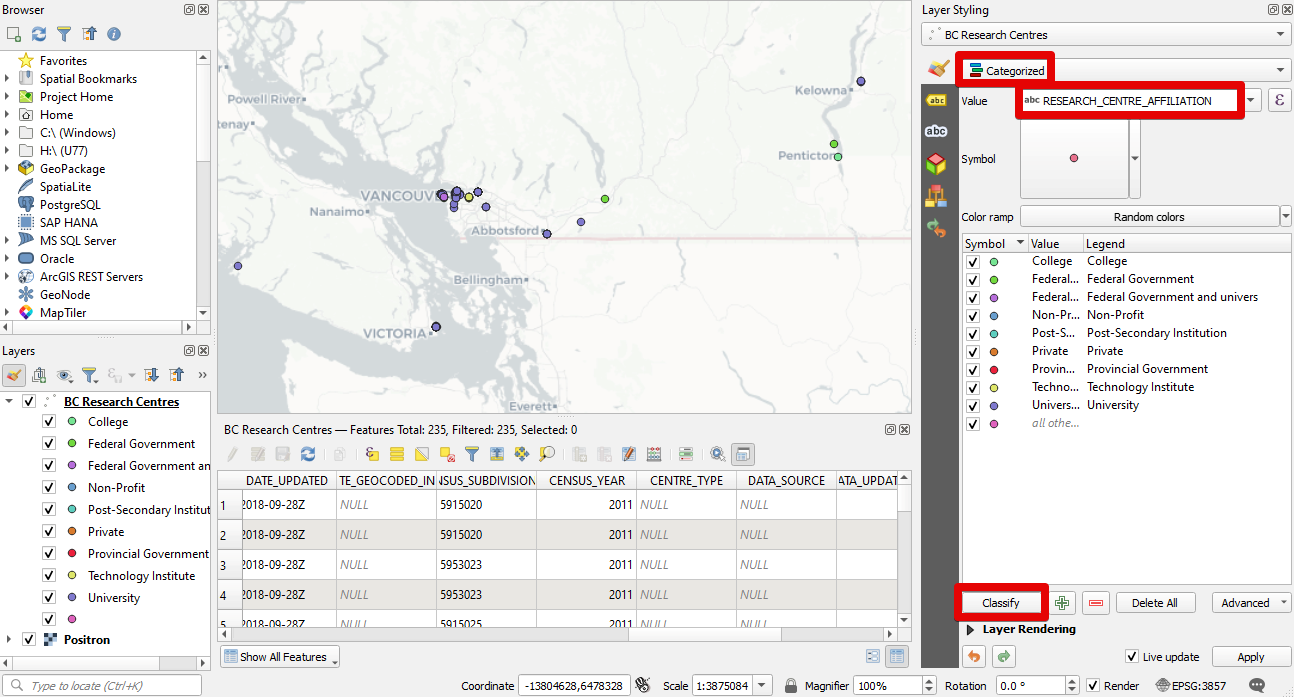 Browser
Favorites
Spatial Bookmarks
Project Home
Home
C:\ (Windows)
H:\ (U77)
GeoPackage
SpatiaLite
PostgreSQL
SAP HANA
MS SQL Server
Oracle
ArcGIS REST Servers
GeoNode
MapTiler
Layers
»
BC Research Centres
College
Federal Government
Federal Government an
Non-Profit
Post-Secondary Institut
Private
Provincial Government
Technology Institute
University
Positron
Type to locate (Ctrl+K)
Powell River
tenay
Kelowna
Penticton
VANCOUV
Nanaimo
Abbotsford
Bellingham
VICTORIA
Everett
BC Research Centres — Features Total: 235, Filtered: 235, Selected: 0
DATE_UPDATED TE_GEOCODED_IN NSUS_SUBDIVISION CENSUS_YEAR CENTRE_TYPE DATA_SOURCE ATA_UPDAT
1 2018-09-28Z NULL 5915020 2011 NULL NULL
2 2018-09-28Z NULL 5915020 2011 NULL NULL
3 2018-09-28Z NULL 5953023 2011 NULL NULL
4 2018-09-28Z NULL 5953023 2011 NULL NULL
5 2018-09-28Z NULL 5915025 2011 NULL NULL
Show All Features
Layer Styling
BC Research Centres
Categorized
abc
Value abc RESEARCH_CENTRE_AFFILIATION ε
abc
Symbol
Color ramp Random colors
Symbol Value Legend
College College
Federal... Federal Government
Federal... Federal Government and univers
Non-Pr... Non-Profit
Post-S... Post-Secondary Institution
Private Private
Provin... Provincial Government
Techno... Technology Institute
Univers... University
all othe...
Classify Delete All Advanced
Layer Rendering
Live update Apply
Coordinate -13804628,6478328 Scale 1:3875084 Magnifier 100% Rotation 0.0 ° Render EPSG:3857